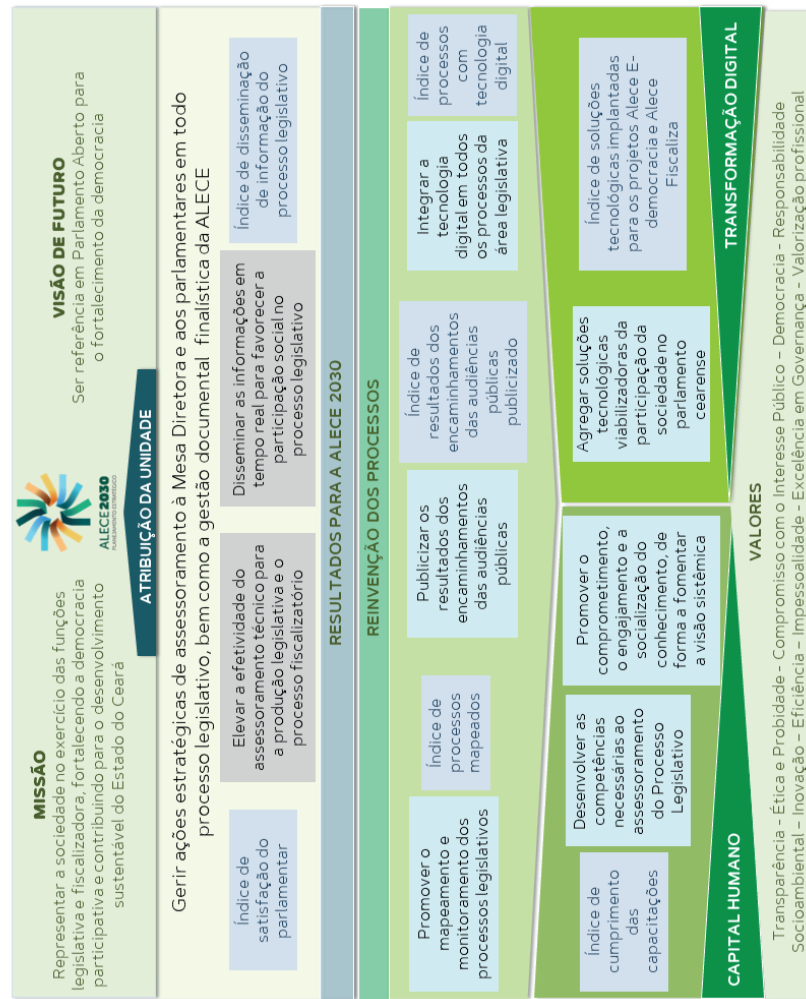 MISSÃO
Representar a sociedade no exercício das funções
legislativa e fiscalizadora, fortalecendo a democracia
participativa e contribuindo para o desenvolvimento
sustentável do Estado do Ceará
ALECE2030
PLANEJAMENTO ESTRATÉGICO
VISÃO DE FUTURO
Ser referência em Parlamento Aberto para
o fortalecimento da democracia
ATRIBUIÇÃO DA UNIDADE
Gerir ações estratégicas de assessoramento à Mesa Diretora e aos parlamentares em todo
processo legislativo, bem como a gestão documental finalística da ALECE
Índice de
satisfação do
parlamentar
Elevar a efetividade do
assessoramento técnico para
a produção legislativa e o
processo fiscalizatório
Disseminar as informações em
tempo real para favorecer a
participação social no
processo legislativo
Índice de disseminação
de informação do
processo legislativo
RESULTADOS PARA A ALECE 2030
REINVENÇÃO DOS PROCESSOS
Promover o
mapeamento e
monitoramento dos
processos legislativos
Índice de
processos
mapeados
Publicizar os
resultados dos
encaminhamentos
das audiências
públicas
Índice de
resultados dos
encaminhamentos
das audiências
públicas
publicizado
Integrar a
tecnologia
digital em todos
os processos da
área legislativa
Índice de
processos
com
tecnologia
digital
Índice de
cumprimento
das
capacitações
Desenvolver as
competências
necessárias ao
assessoramento
do Processo
Legislativo
Promover o
comprometimento,
o engajamento e a
socialização do
conhecimento, de
forma a fomentar
a visão sistêmica
Agregar soluções
tecnológicas
viabilizadoras da
participação da
sociedade no
parlamento
cearense
Índice de soluções
tecnológicas implantadas
para os projetos Alece E-
democracia e Alece
Fiscaliza
CAPITAL HUMANO
TRANSFORMAÇÃO DIGITAL
VALORES
Transparência – Ética e Probidade – Compromisso com o Interesse Público – Democracia – Responsabilidade
Socioambiental – Inovação – Eficiência – Impessoalidade – Excelência em Governança – Valorização profissional